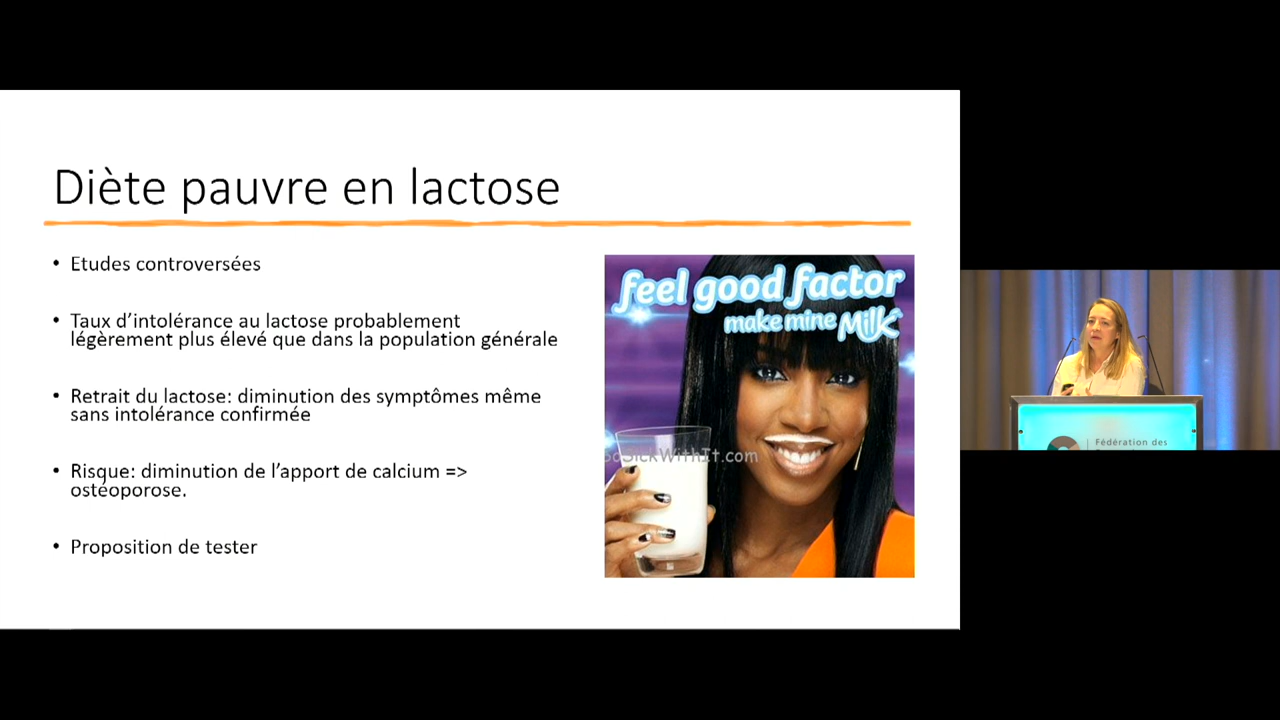 Diète pauvre en lactose
• Etudes controversées
• Taux d’intolérance au lactose probablement
légèrement plus élevé que dans la population générale
• Retrait du lactose: diminution des symptômes même
sans intolérance confirmée
• Risque: diminution de l’apport de calcium =>
ostéoporose.
• Proposition de tester
feel good factor
make mine Milk
SoSickWithIt.com
Fédération des